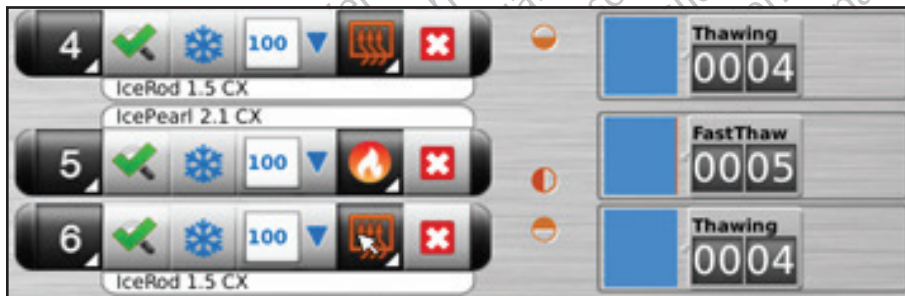 4 100 Thawing
0004
IceRod 1.5 CX
IcePearl 2.1 CX
5 100 FastThaw
0005
6 100 Thawing
0004
IceRod 1.5 CX